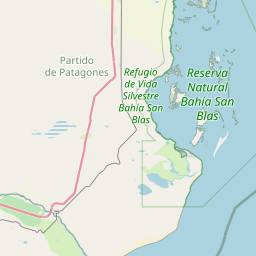 Partido
de Patagones
Refugio
de Vida
Silvestre
Bahía San
Blas
Reserva
Natural
Bahía San
Blas